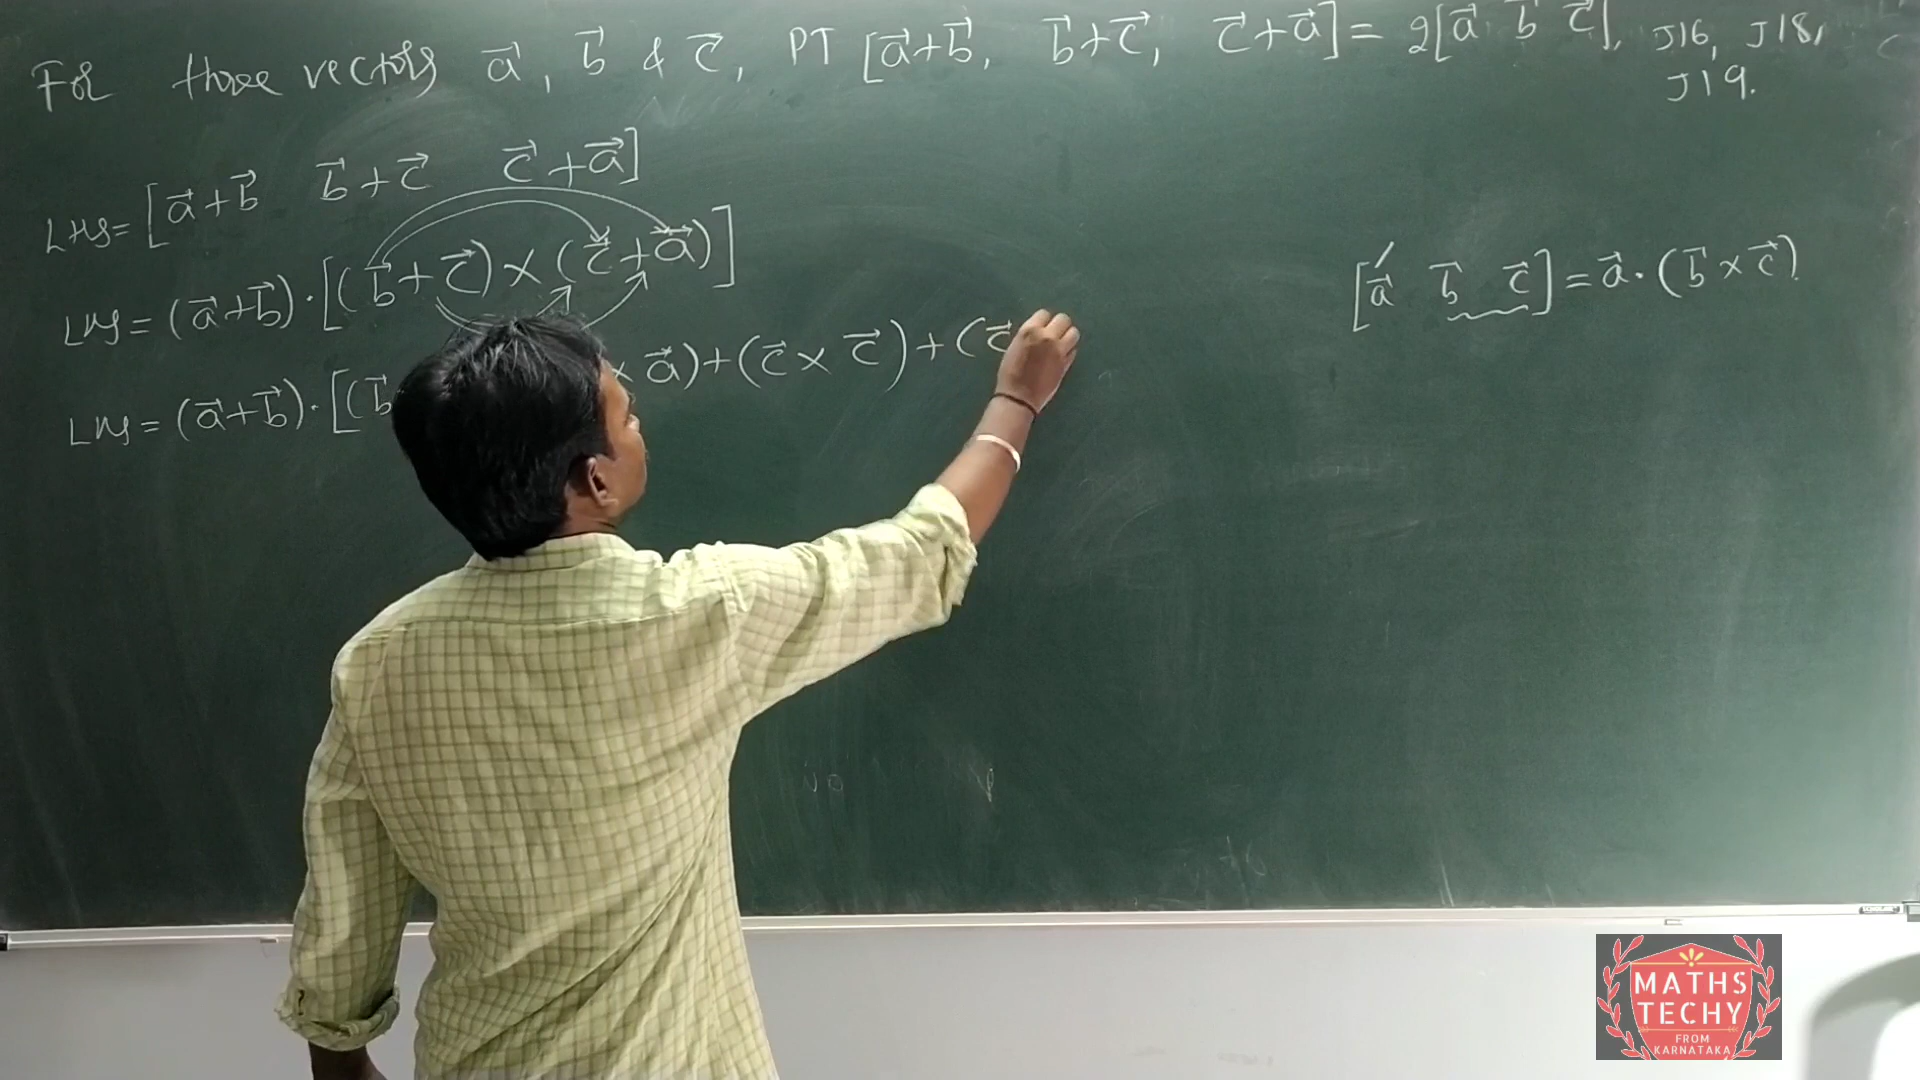 For three vectors a⃗, b⃗ & c⃗, PT [a⃗+b⃗, b⃗+c⃗, c⃗+a⃗] = 2[a⃗ b⃗ c⃗], J16, J18,
J19.
LHS = [a⃗+b⃗ b⃗+c⃗ c⃗+a⃗]
LHS = (a⃗+b⃗)·[(b⃗+c⃗)×(c⃗+a⃗)]
[a⃗ b⃗ c⃗] = a⃗·(b⃗×c⃗).
LHS = (a⃗+b⃗)·[(b⃗ × a⃗)+(c⃗×c⃗)+(c⃗
MATHS
TECHY
FROM
KARNATAKA